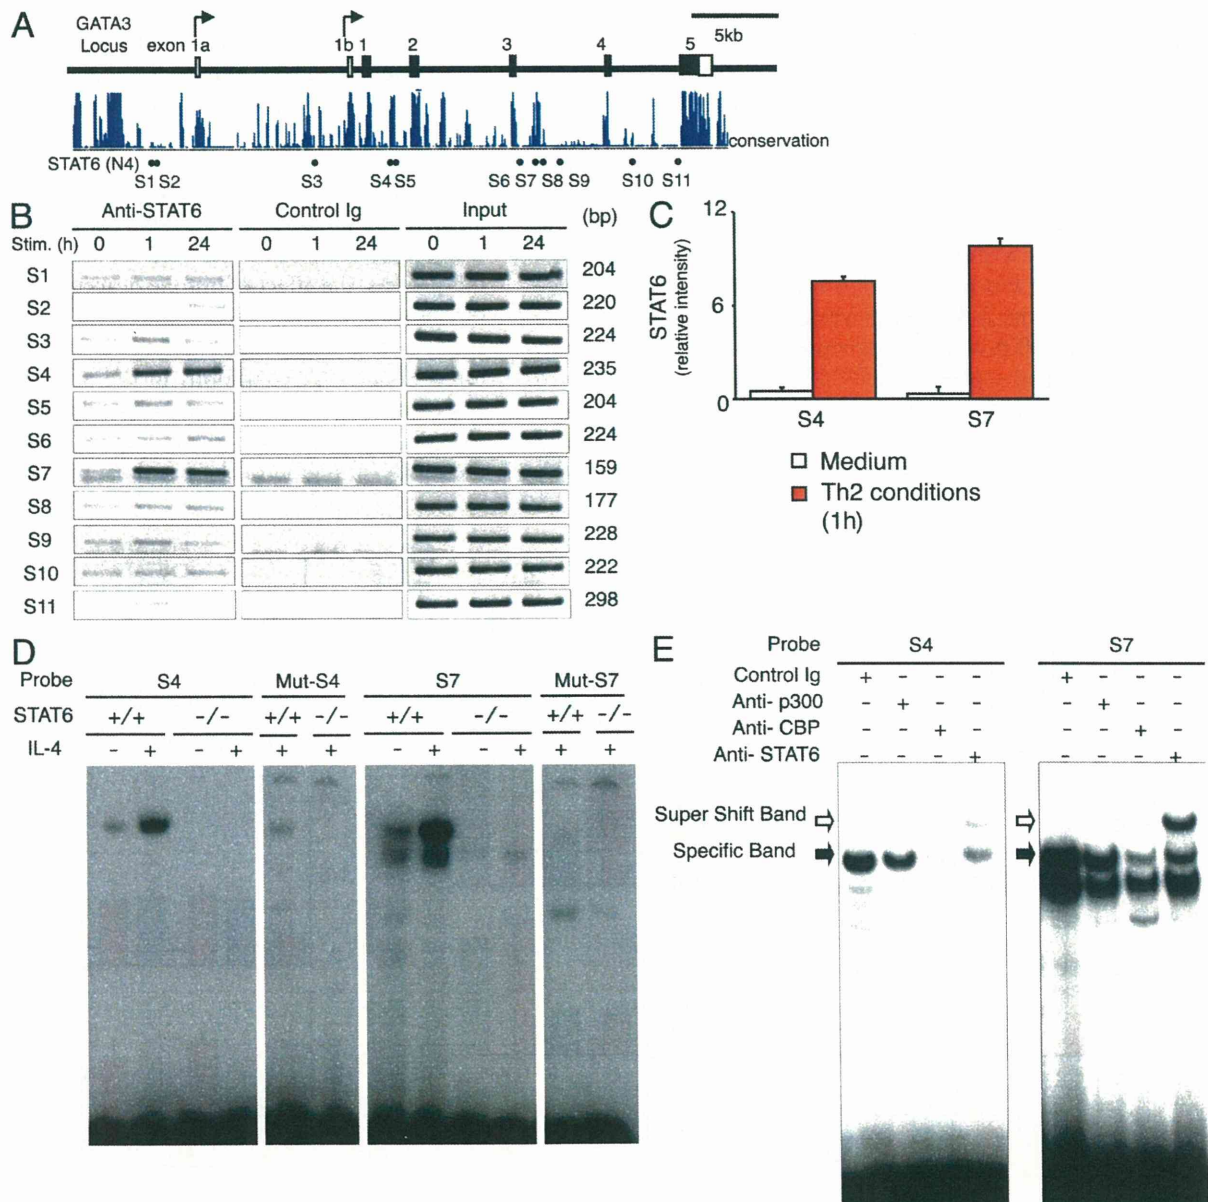 A
GATA3
Locus
exon 1a
1b 1 2 3 4 5
5kb
conservation
STAT6 (N4)
S1 S2 S3 S4 S5 S6 S7 S8 S9 S10 S11
B
Anti-STAT6 Control Ig Input (bp)
Stim. (h) 0 1 24 0 1 24 0 1 24
S1 204
S2 220
S3 224
S4 235
S5 204
S6 224
S7 159
S8 177
S9 228
S10 222
S11 298
C
STAT6
(relative intensity)
12
6
0
S4 S7
Medium
Th2 conditions
(1h)
D
Probe S4 Mut-S4 S7 Mut-S7
STAT6 +/+ -/- +/+ -/- +/+ -/- +/+ -/-
IL-4 - + - + + + - + - + + +
E
Probe S4 S7
Control Ig + - - - + - - -
Anti- p300 - + - - - + - -
Anti- CBP - - + - - - + -
Anti- STAT6 - - - + - - - +
Super Shift Band
Specific Band